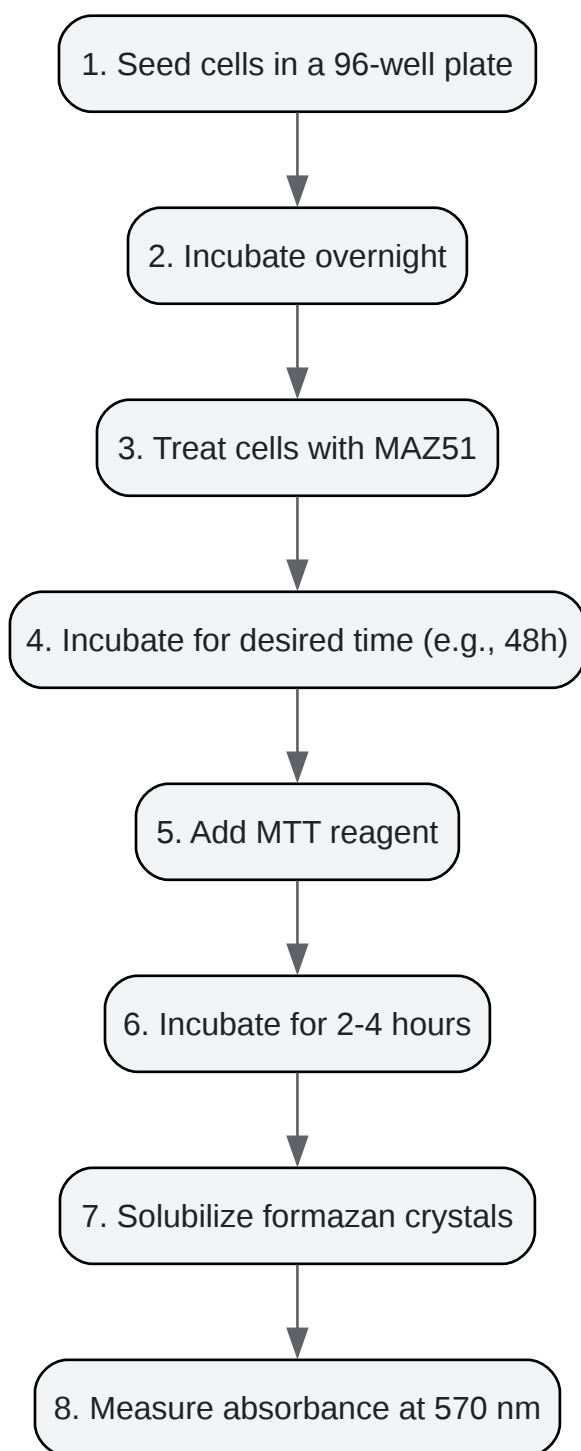 1. Seed cells in a 96-well plate
2. Incubate overnight
3. Treat cells with MAZ51
4. Incubate for desired time (e.g., 48h)
5. Add MTT reagent
6. Incubate for 2-4 hours
7. Solubilize formazan crystals
8. Measure absorbance at 570 nm